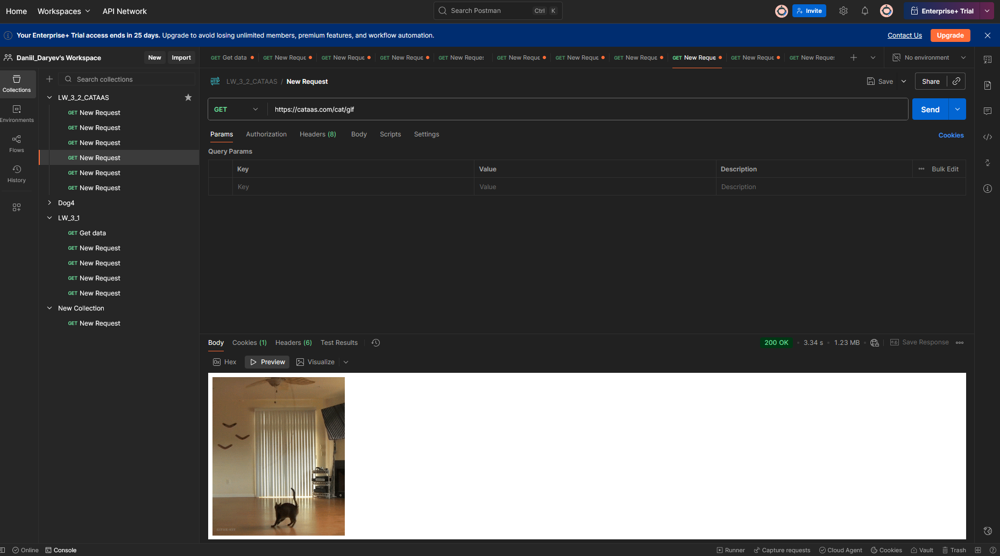 Home Workspaces API Network Search Postman Ctrl K Invite Enterprise+ Trial
Your Enterprise+ Trial access ends in 25 days. Upgrade to avoid losing unlimited members, premium features, and workflow automation. Contact Us Upgrade
Daniil_Daryev's Workspace New Import
GET Get data GET New Reque GET New Reque GET New Reque GET New Reques GET New Reque GET New Reque GET New Reque GET New Reque GET New Reque GET New Reques No environment
Collections
Environments
Flows
History
Search collections
LW_3_2_CATAAS
GET New Request
GET New Request
GET New Request
GET New Request
GET New Request
GET New Request
Dog4
LW_3_1
GET Get data
GET New Request
GET New Request
GET New Request
GET New Request
New Collection
GET New Request
HTTP LW_3_2_CATAAS / New Request Save Share
GET https://cataas.com/cat/gif Send
Params Authorization Headers (8) Body Scripts Settings Cookies
Query Params
Key Value Description Bulk Edit
Key Value Description
Body Cookies (1) Headers (6) Test Results 200 OK 3.34 s 1.23 MB Save Response
Hex Preview Visualize
Online Console Runner Capture requests Cloud Agent Cookies Vault Trash